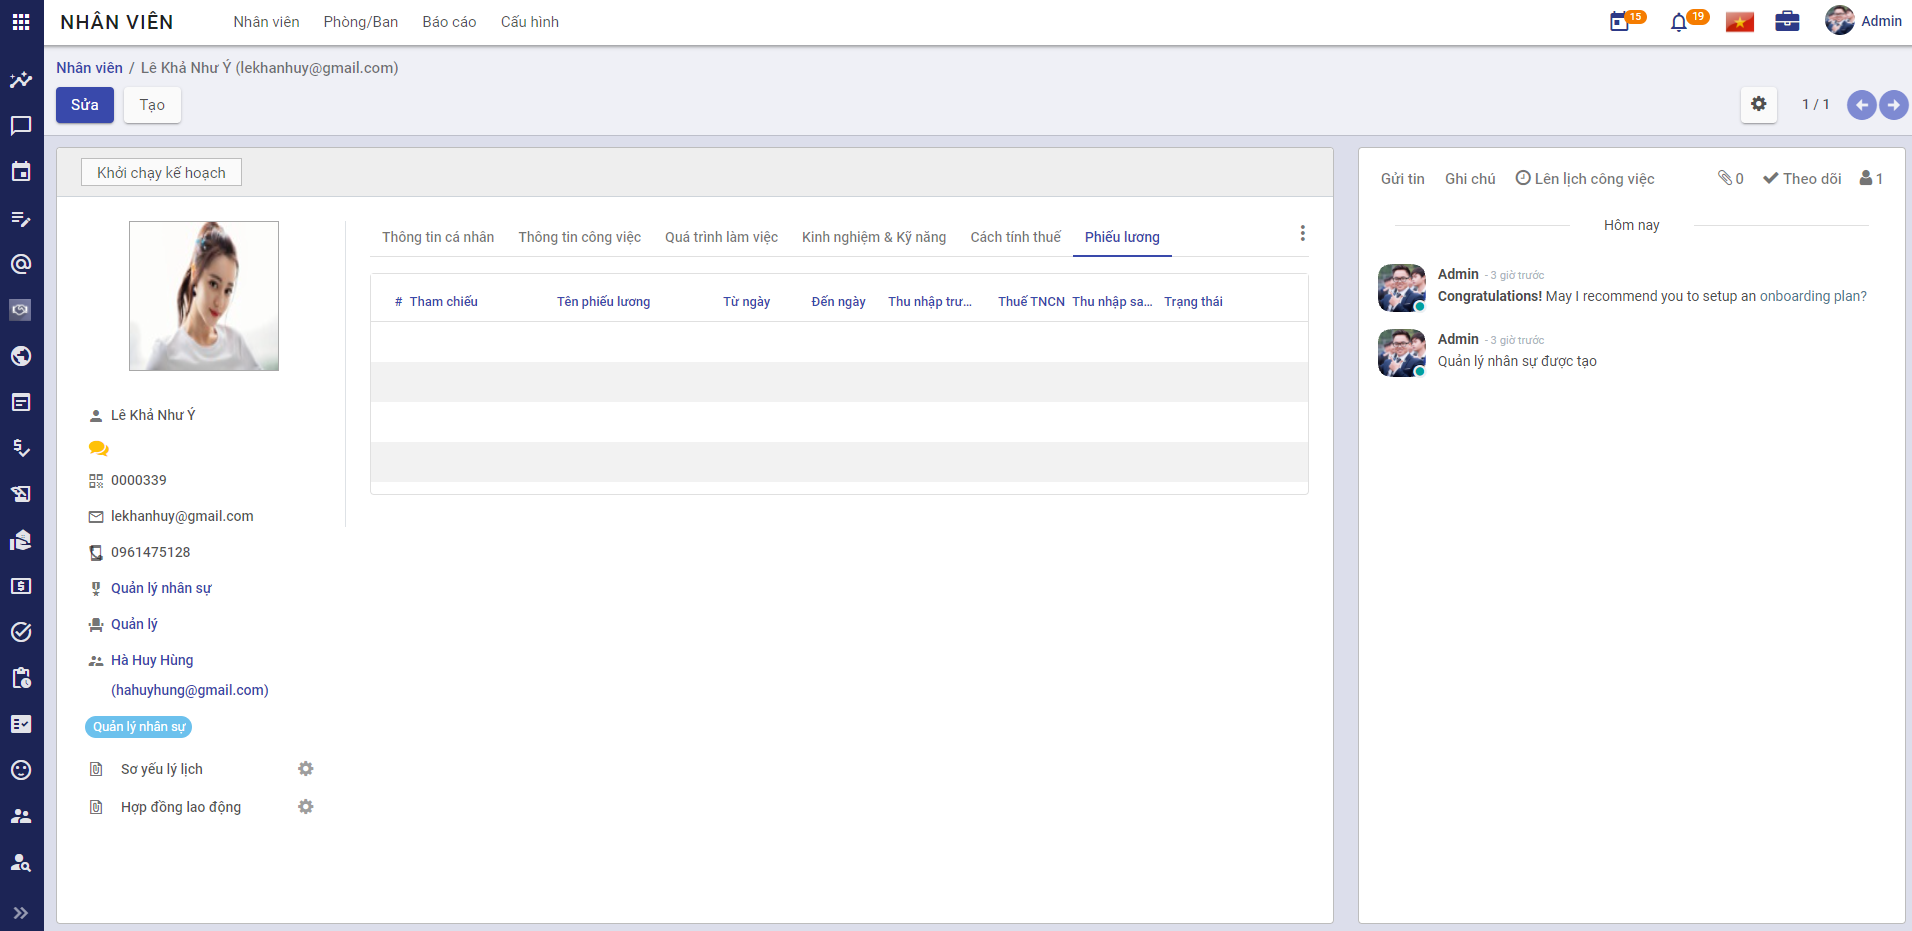 NHÂN VIÊN
Nhân viên
Phòng/Ban
Báo cáo
Cấu hình
15
19
Admin
Nhân viên / Lê Khả Như Ý (lekhanhuy@gmail.com)
Sửa
Tạo
1 / 1
Khởi chạy kế hoạch
Lê Khả Như Ý
0000339
lekhanhuy@gmail.com
0961475128
Quản lý nhân sự
Quản lý
Hà Huy Hùng
(hahuyhung@gmail.com)
Quản lý nhân sự
Sơ yếu lý lịch
Hợp đồng lao động
Thông tin cá nhân
Thông tin công việc
Quá trình làm việc
Kinh nghiệm & Kỹ năng
Cách tính thuế
Phiếu lương
# Tham chiếu
Tên phiếu lương
Từ ngày
Đến ngày
Thu nhập trư...
Thuế TNCN
Thu nhập sa...
Trạng thái
Gửi tin
Ghi chú
Lên lịch công việc
0
Theo dõi
1
Hôm nay
Admin - 3 giờ trước
Congratulations! May I recommend you to setup an onboarding plan?
Admin - 3 giờ trước
Quản lý nhân sự được tạo